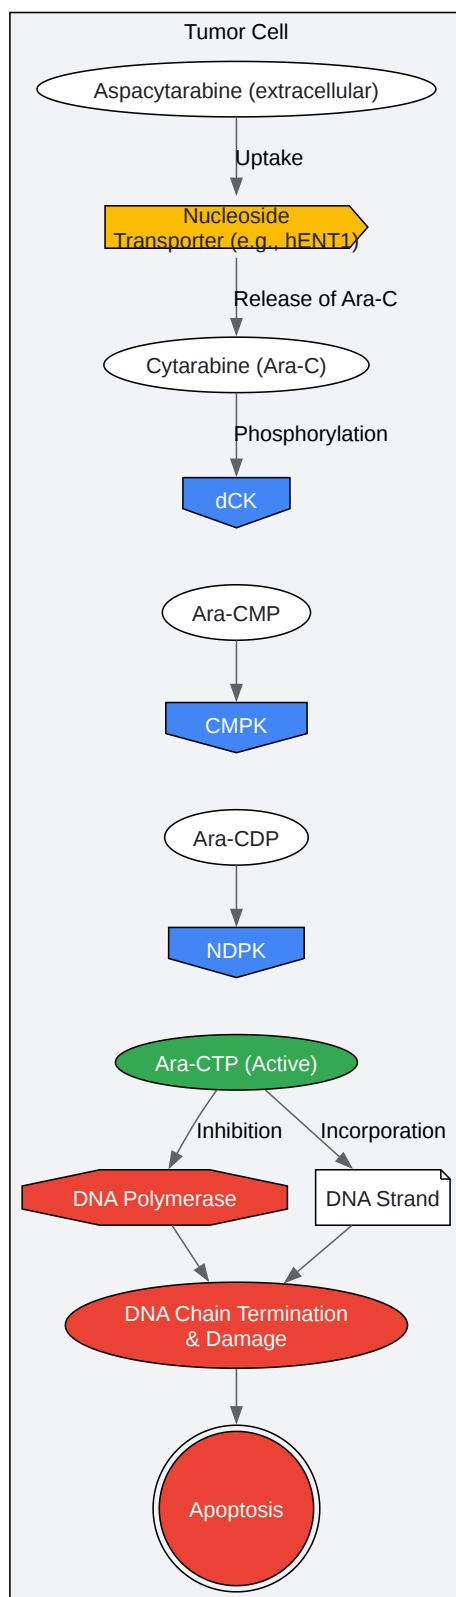 Tumor Cell
Aspacytarabine (extracellular)
Uptake
Nucleoside
Transporter (e.g., hENT1)
Release of Ara-C
Cytarabine (Ara-C)
Phosphorylation
dCK
Ara-CMP
CMPK
Ara-CDP
NDPK
Ara-CTP (Active)
Inhibition
Incorporation
DNA Polymerase
DNA Strand
DNA Chain Termination
& Damage
Apoptosis